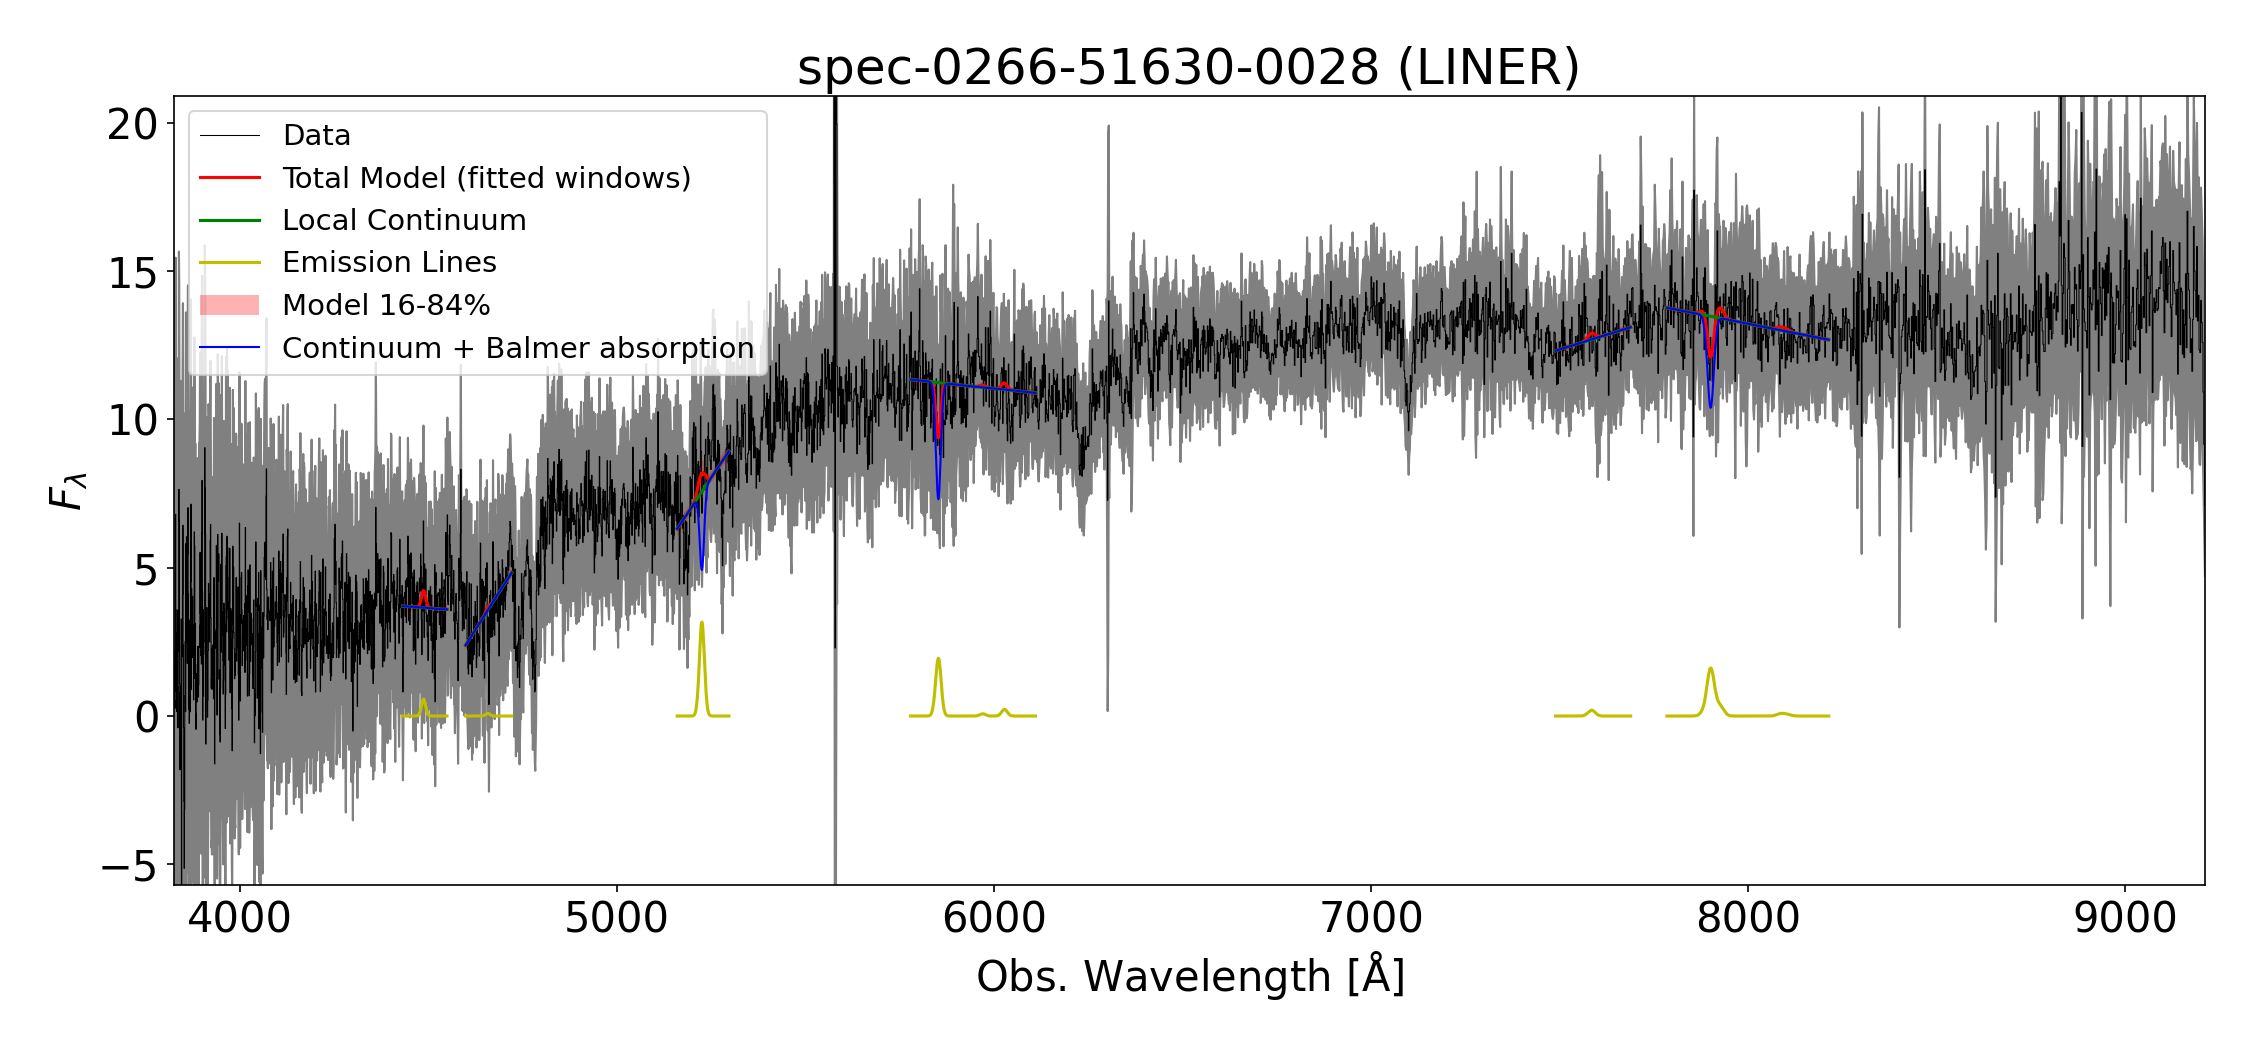 spec-0266-51630-0028 (LINER)
Data
Total Model (fitted windows)
Local Continuum
Emission Lines
Model 16-84%
Continuum + Balmer absorption
20
15
10
5
0
−5
F_λ
4000 5000 6000 7000 8000 9000
Obs. Wavelength [Å]